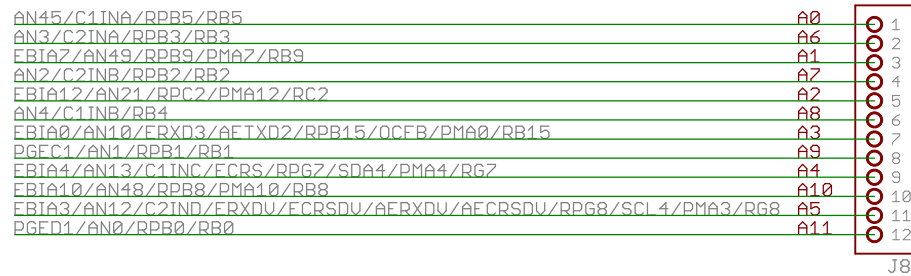 AN45/C1INA/RPB5/RB5 A0 1
AN3/C2INA/RPB3/RB3 A6 2
EBIA7/AN49/RPB9/PMA7/RB9 A1 3
AN2/C2INB/RPB2/RB2 A7 4
EBIA12/AN21/RPC2/PMA12/RC2 A2 5
AN4/C1INB/RB4 A8 6
EBIA0/AN10/ERXD3/AETXD2/RPB15/OCFB/PMA0/RB15 A3 7
PGEC1/AN1/RPB1/RB1 A9 8
EBIA4/AN13/C1INC/ECRS/RPG7/SDA4/PMA4/RG7 A4 9
EBIA10/AN48/RPB8/PMA10/RB8 A10 10
EBIA3/AN12/C2IND/ERXDV/ECRSDV/AERXDV/AECRSDV/RPG8/SCL4/PMA3/RG8 A5 11
PGED1/AN0/RPB0/RB0 A11 12
J8